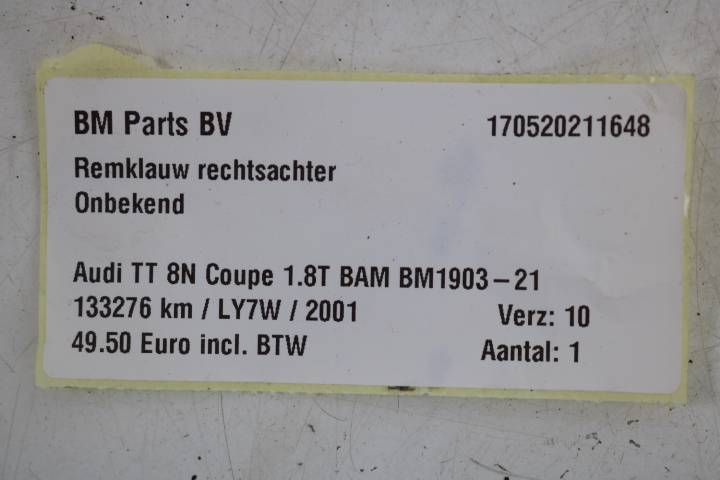 BM Parts BV 170520211648
Remklauw rechtsachter
Onbekend
Audi TT 8N Coupe 1.8T BAM BM1903-21
133276 km / LY7W / 2001 Verz: 10
49.50 Euro incl. BTW Aantal: 1